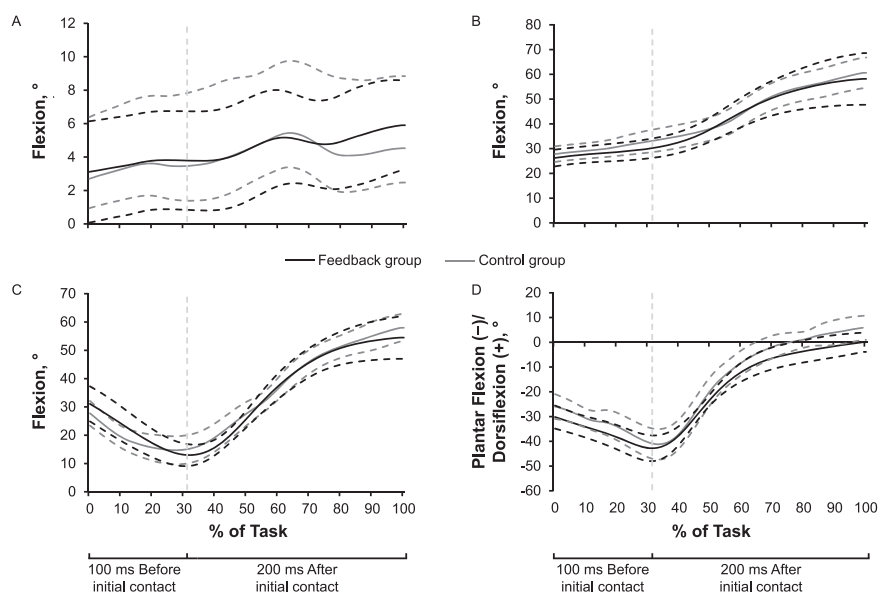 A
B
12
10
8
6
4
2
0
Flexion, °
80
70
60
50
40
30
20
10
0
Flexion, °
Feedback group
Control group
C
D
70
60
50
40
30
20
10
0
Flexion, °
20
10
0
-10
-20
-30
-40
-50
-60
Plantar Flexion (−)/
Dorsiflexion (+), °
0 10 20 30 40 50 60 70 80 90 100
0 10 20 30 40 50 60 70 80 90 100
% of Task
% of Task
100 ms Before
initial contact
200 ms After
initial contact
100 ms Before
initial contact
200 ms After
initial contact